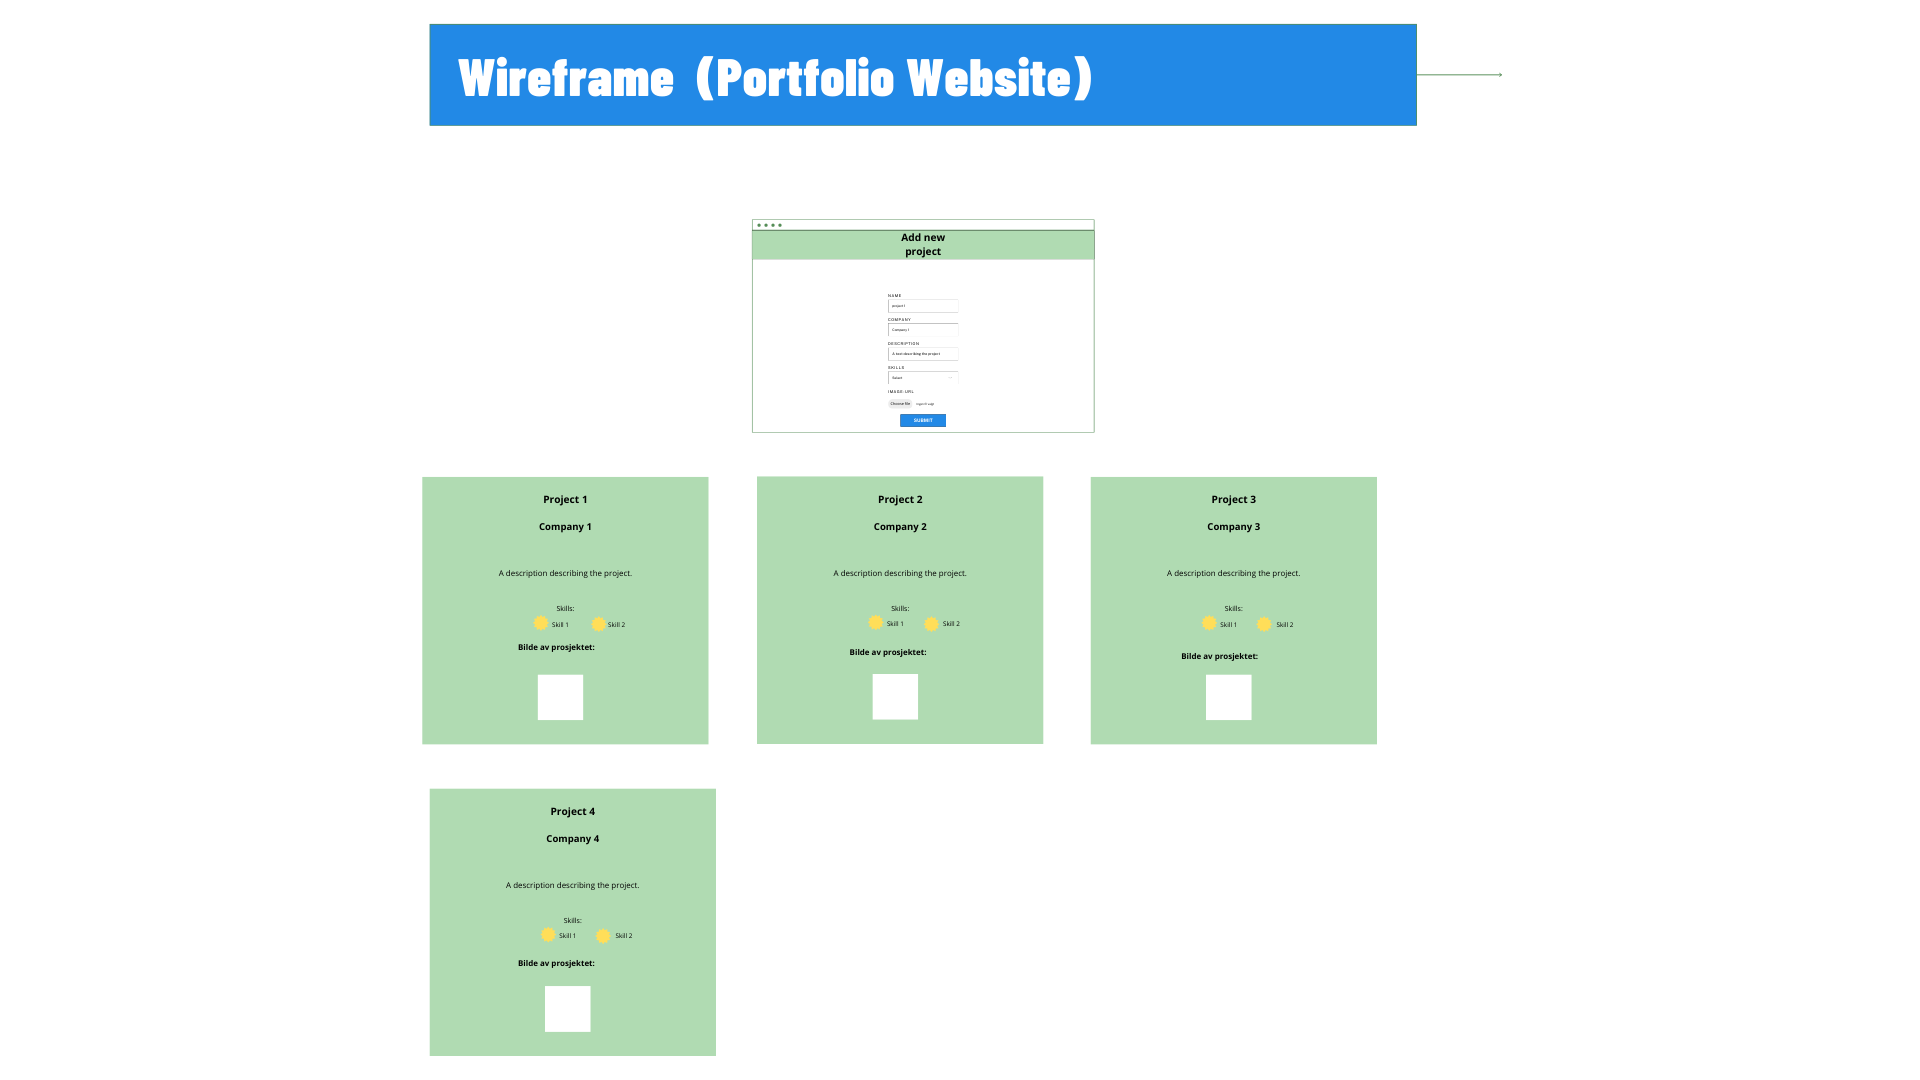 Wireframe (Portfolio Website)
Add new
project
NAME
project 1
COMPANY
Company 1
DESCRIPTION
A text describing the project
SKILLS
Select
IMAGE-URL
Choose file
SUBMIT
Project 1
Company 1
A description describing the project.
Skills:
Skill 1 Skill 2
Bilde av prosjektet:
Project 2
Company 2
A description describing the project.
Skills:
Skill 1 Skill 2
Bilde av prosjektet:
Project 3
Company 3
A description describing the project.
Skills:
Skill 1 Skill 2
Bilde av prosjektet:
Project 4
Company 4
A description describing the project.
Skills:
Skill 1 Skill 2
Bilde av prosjektet: